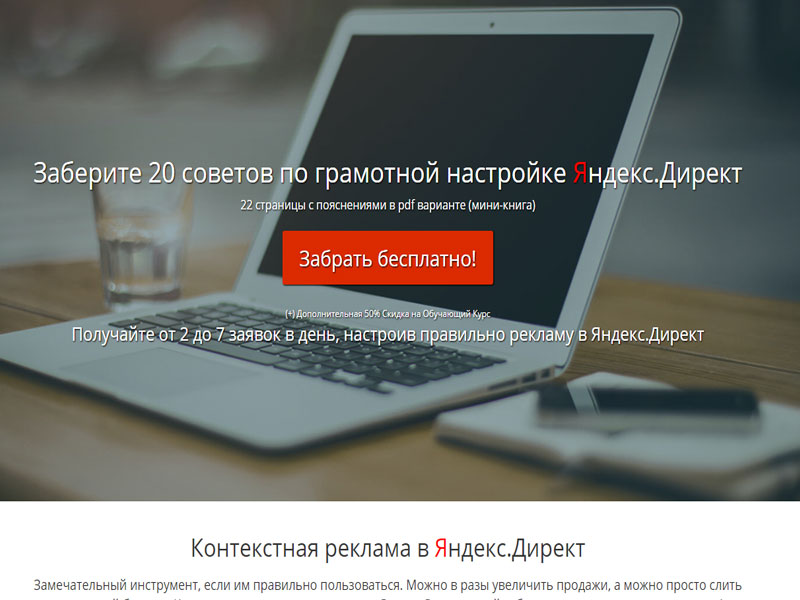 Заберите 20 советов по грамотной настройке Яндекс.Директ
22 страницы с пояснениями в pdf варианте (мини-книга)
Забрать бесплатно!
(+) Дополнительная 50% Скидка на Обучающий Курс
Получайте от 2 до 7 заявок в день, настроив правильно рекламу в Яндекс.Директ
Контекстная реклама в Яндекс.Директ
Замечательный инструмент, если им правильно пользоваться. Можно в разы увеличить продажи, а можно просто слить